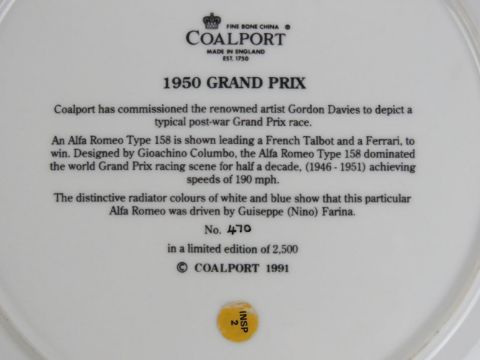 FINE BONE CHINA ®
COALPORT
MADE IN ENGLAND
EST. 1750
1950 GRAND PRIX
Coalport has commissioned the renowned artist Gordon Davies to depict a
typical post-war Grand Prix race.
An Alfa Romeo Type 158 is shown leading a French Talbot and a Ferrari, to
win. Designed by Gioachino Columbo, the Alfa Romeo Type 158 dominated
the world Grand Prix racing scene for half a decade, (1946 - 1951) achieving
speeds of 190 mph.
The distinctive radiator colours of white and blue show that this particular
Alfa Romeo was driven by Guiseppe (Nino) Farina.
No. 470
in a limited edition of 2,500
© COALPORT 1991
INSP
2